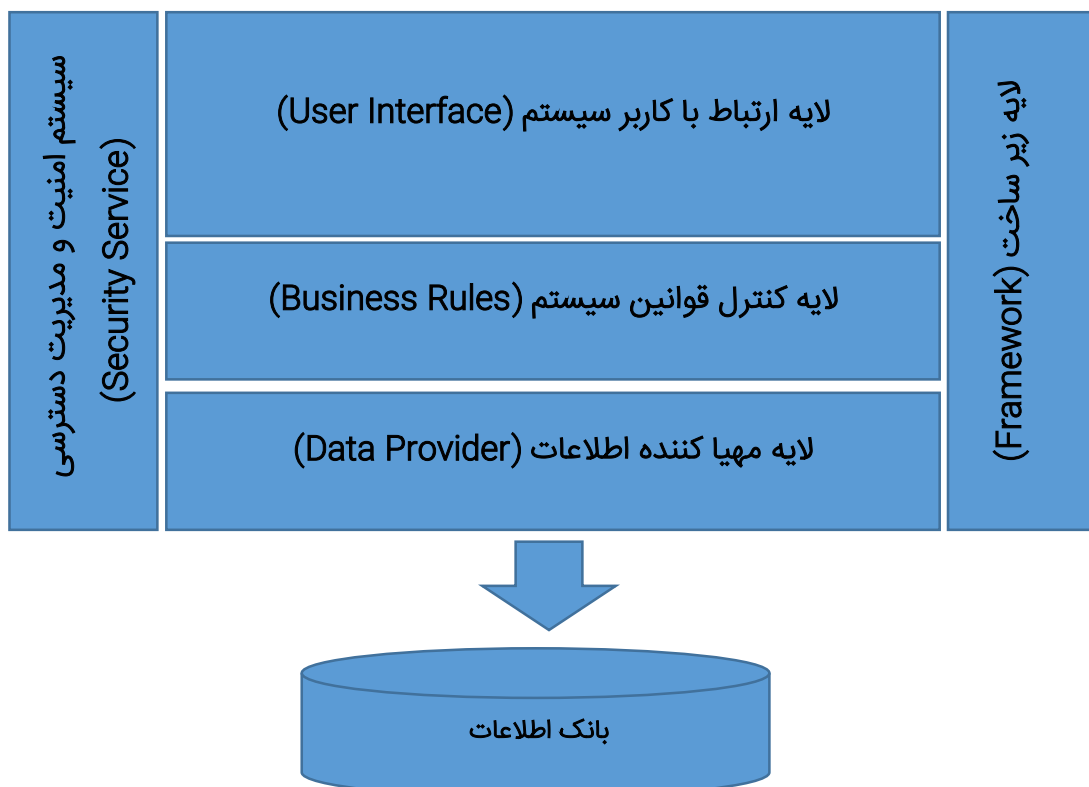 لایه زیر ساخت (Framework)
لایه ارتباط با کاربر سیستم (User Interface)
لایه کنترل قوانین سیستم (Business Rules)
لایه مهیا کننده اطلاعات (Data Provider)
سیستم امنیت و مدیریت دسترسی
(Security Service)
بانک اطلاعات